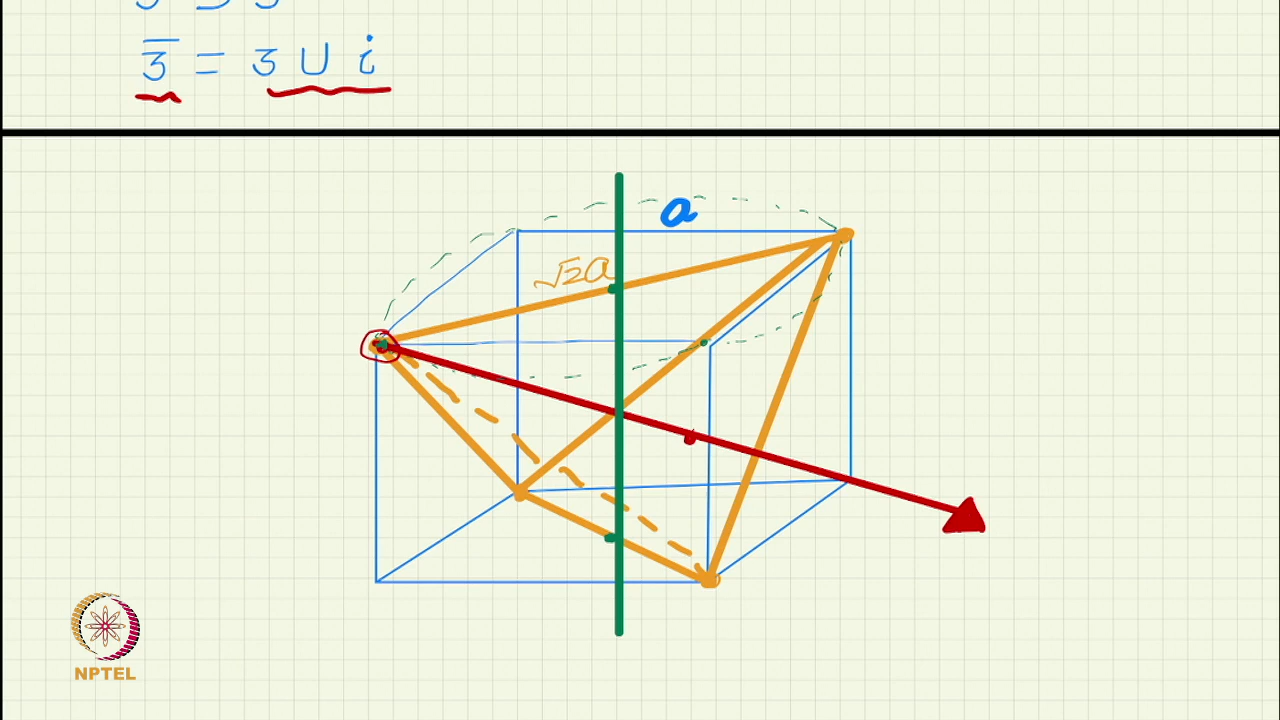 3̅ = 3 ∪ i
a
√2a
NPTEL